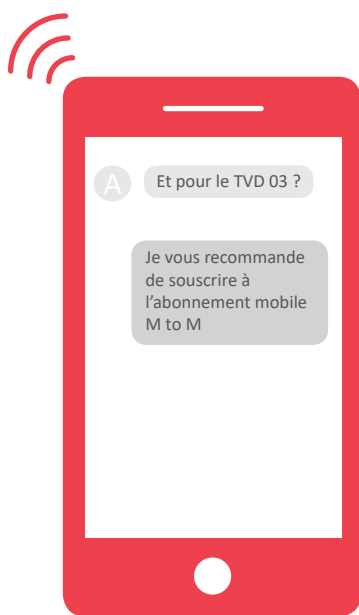 A
Et pour le TVD 03 ?
Je vous recommande
de souscrire à
l’abonnement mobile
M to M